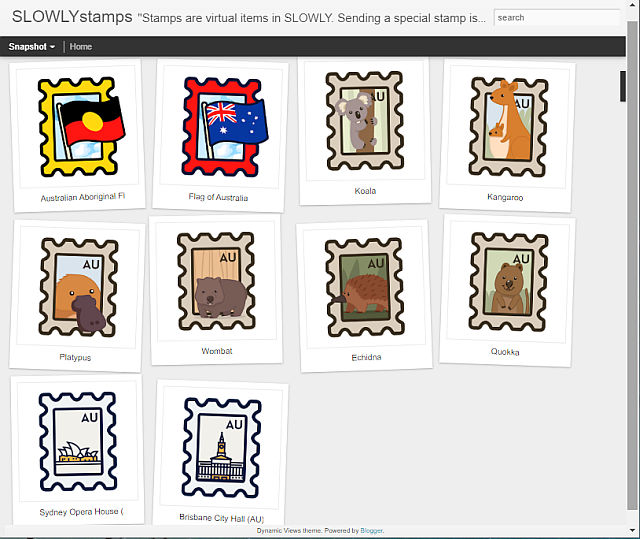 SLOWLYstamps "Stamps are virtual items in SLOWLY. Sending a special stamp is...
search
Snapshot Home
AU AU
Australian Aboriginal Fl Flag of Australia Koala Kangaroo
AU AU AU AU
Platypus Wombat Echidna Quokka
AU AU
Sydney Opera House ( Brisbane City Hall (AU)
Dynamic Views theme. Powered by Blogger.